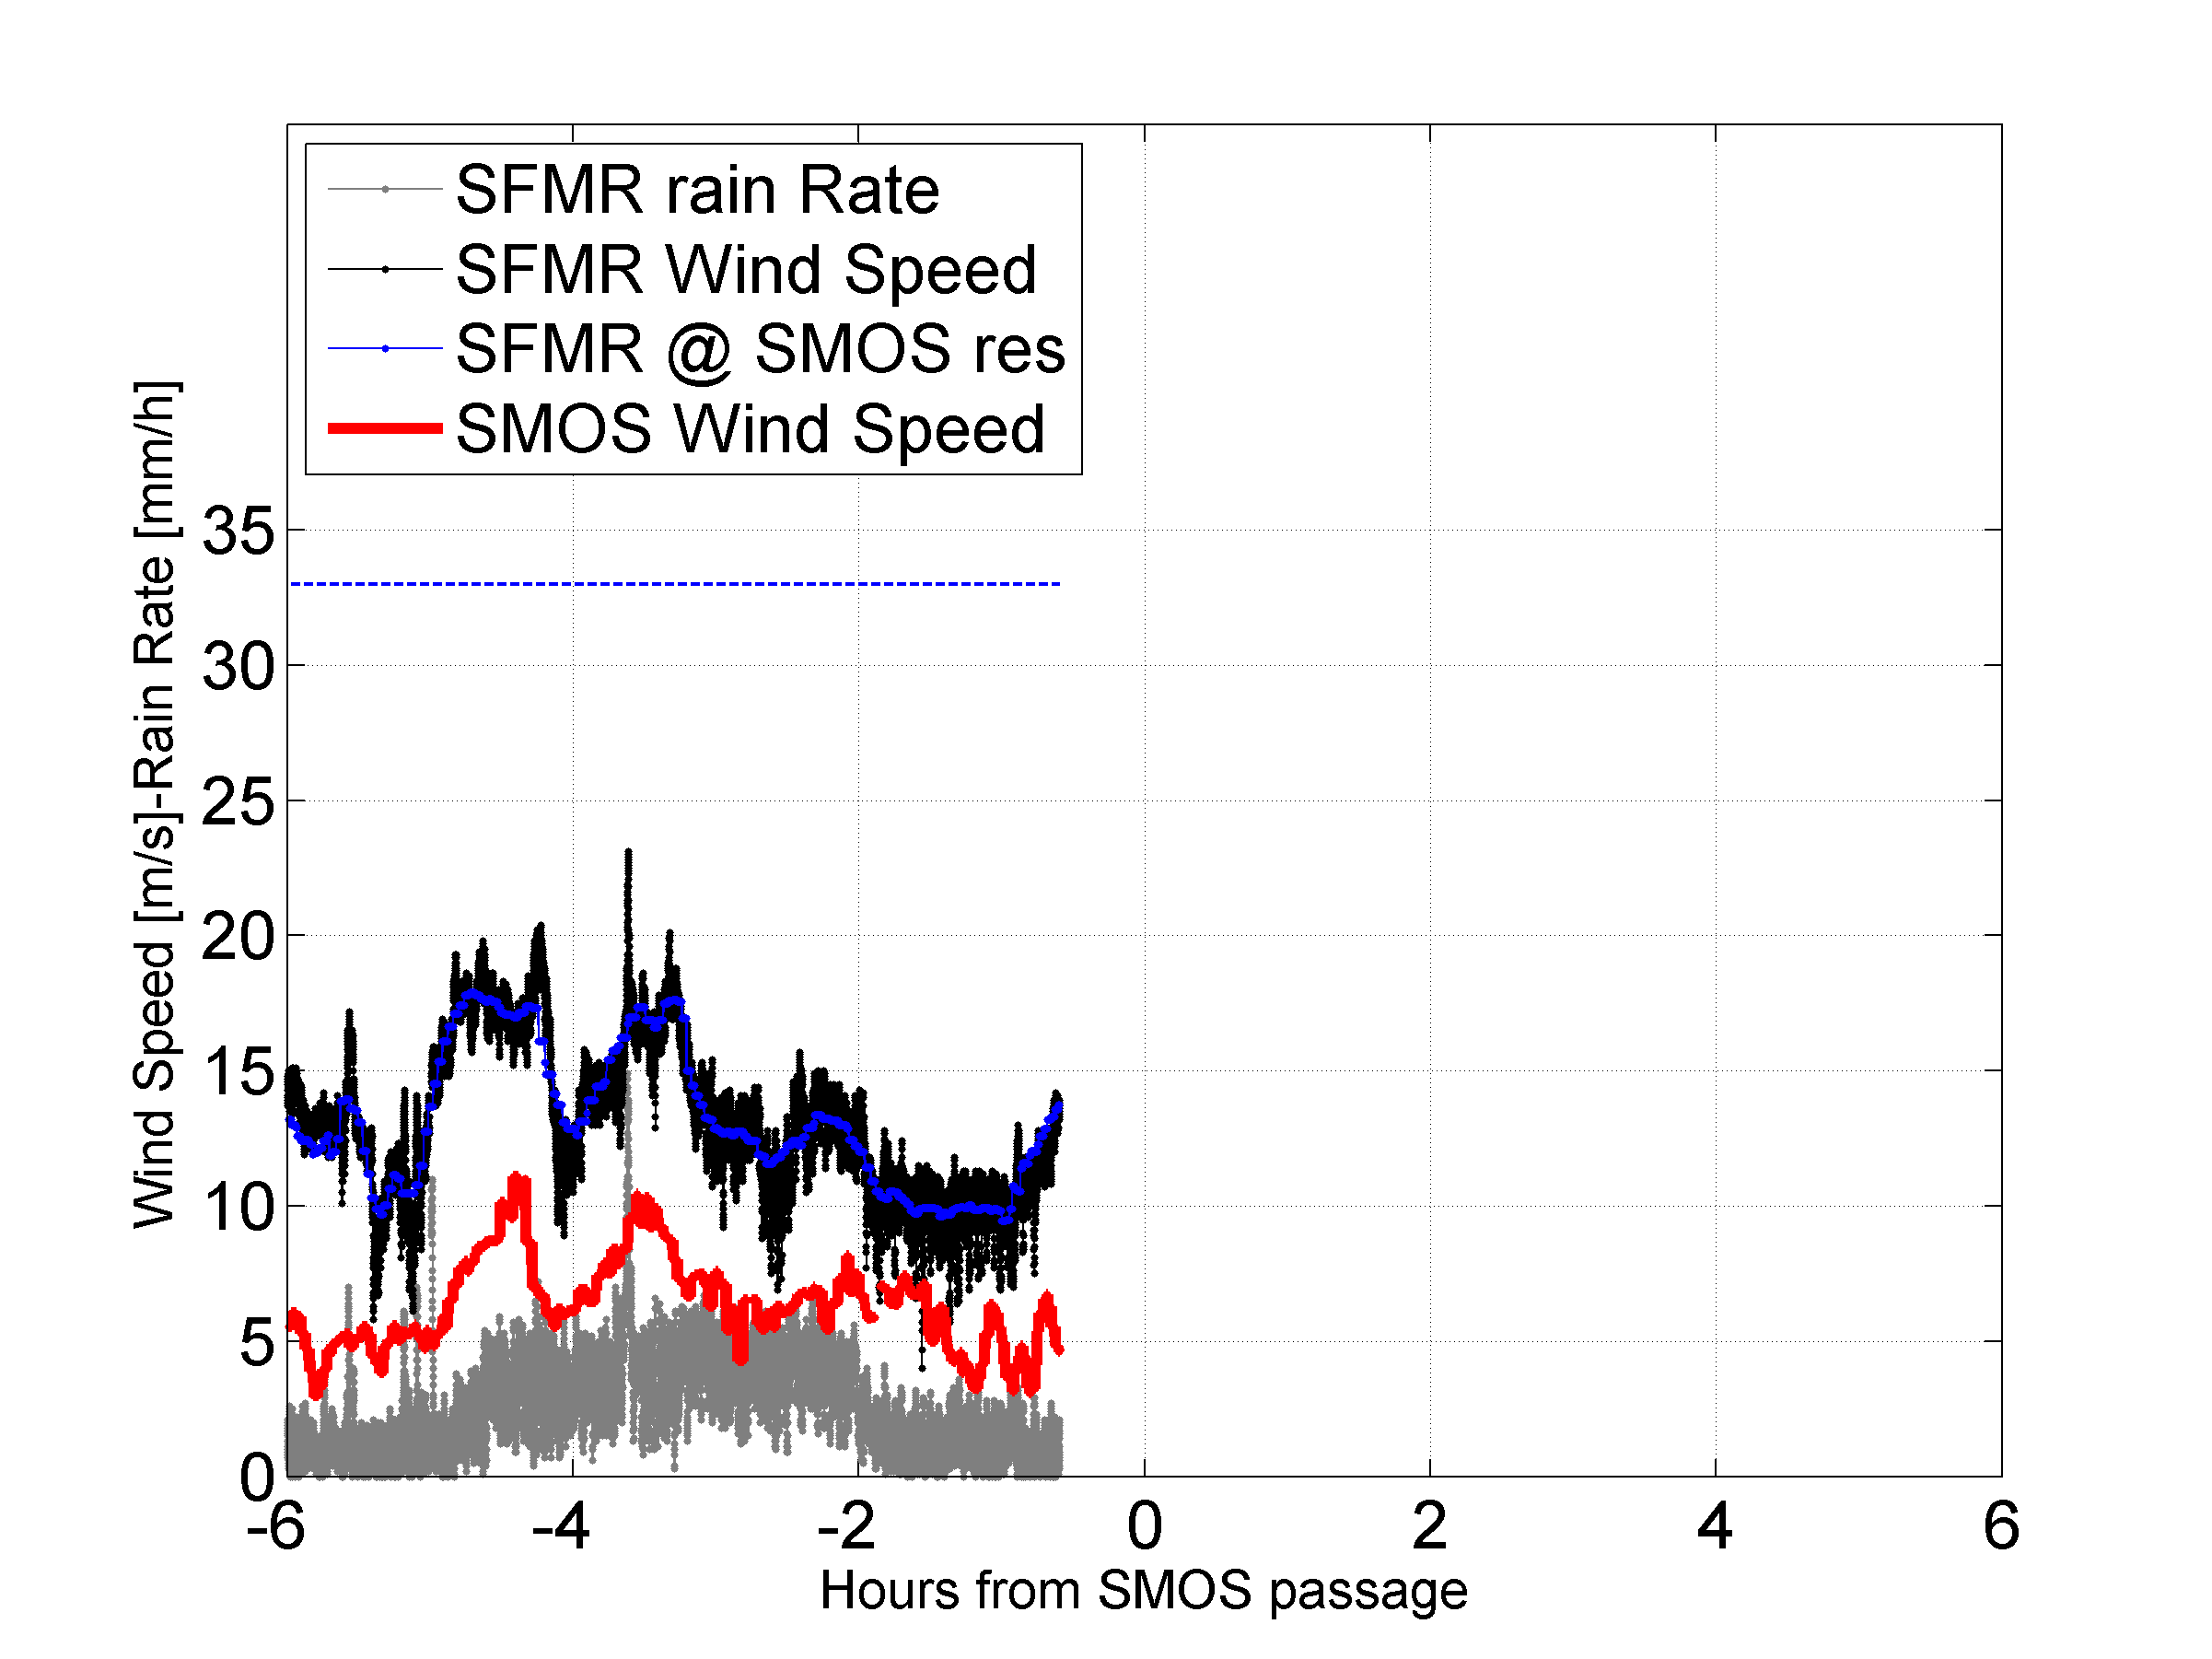 SFMR rain Rate
SFMR Wind Speed
SFMR @ SMOS res
SMOS Wind Speed
Wind Speed [m/s]-Rain Rate [mm/h]
35
30
25
20
15
10
5
0
-6 -4 -2 0 2 4 6
Hours from SMOS passage